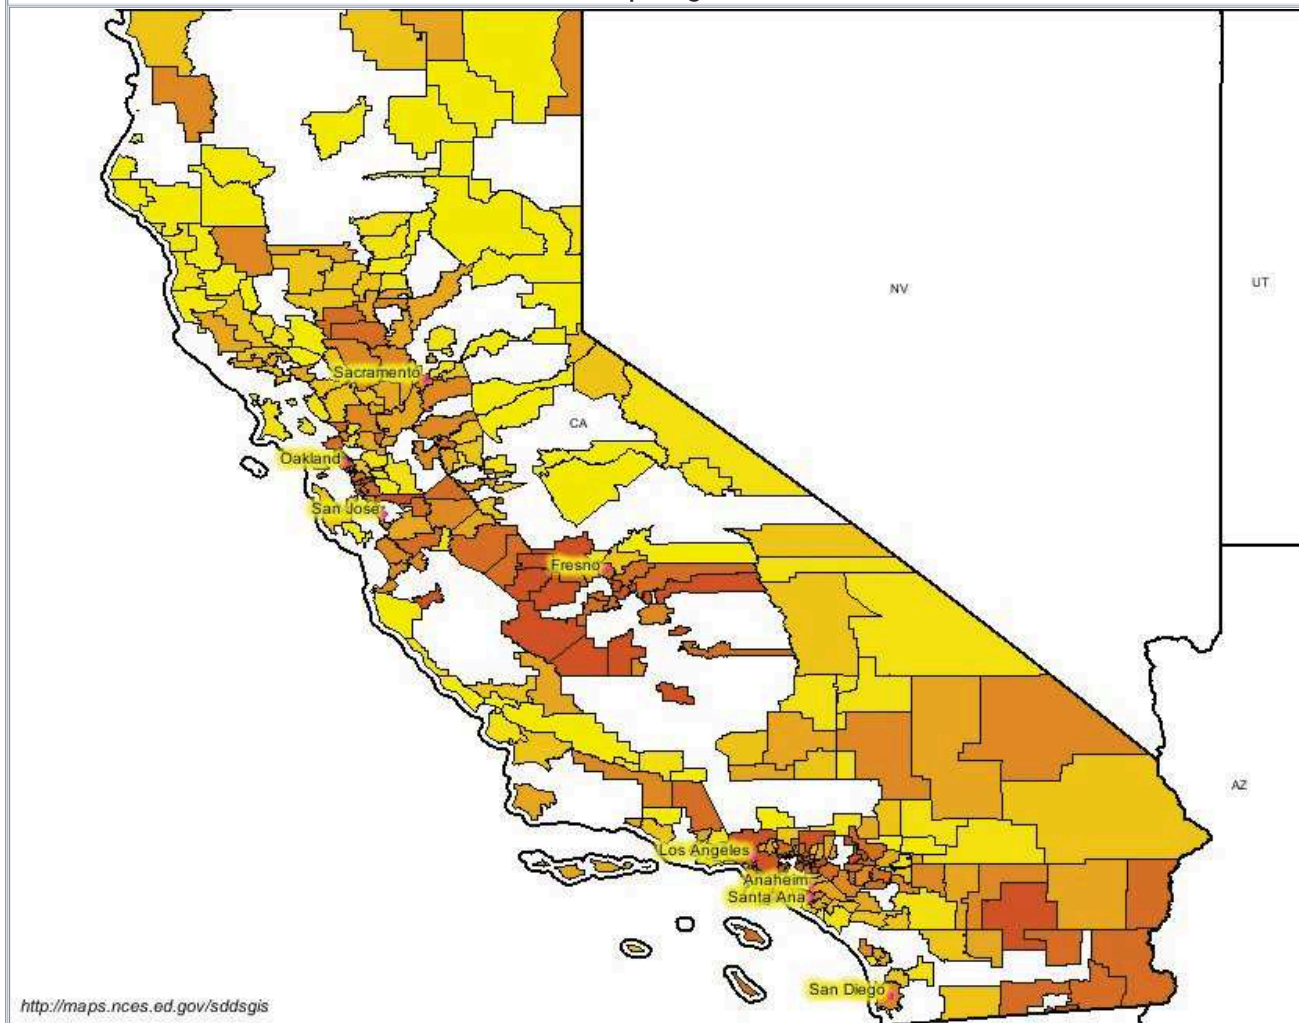 NV
UT
Sacramento
CA
Oakland
San Jose
Fresno
AZ
Los Angeles
Anaheim
Santa Ana
San Diego
http://maps.nces.ed.gov/sddsgis